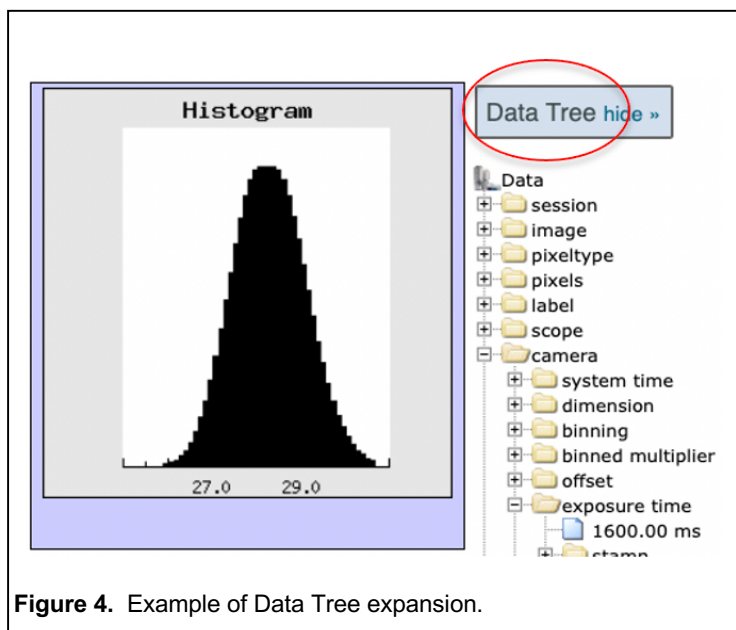 Histogram
27.0 29.0
Data Tree hide »
Data
session
image
pixeltype
pixels
label
scope
camera
system time
dimension
binning
binned multiplier
offset
exposure time
1600.00 ms
stamp
Figure 4. Example of Data Tree expansion.